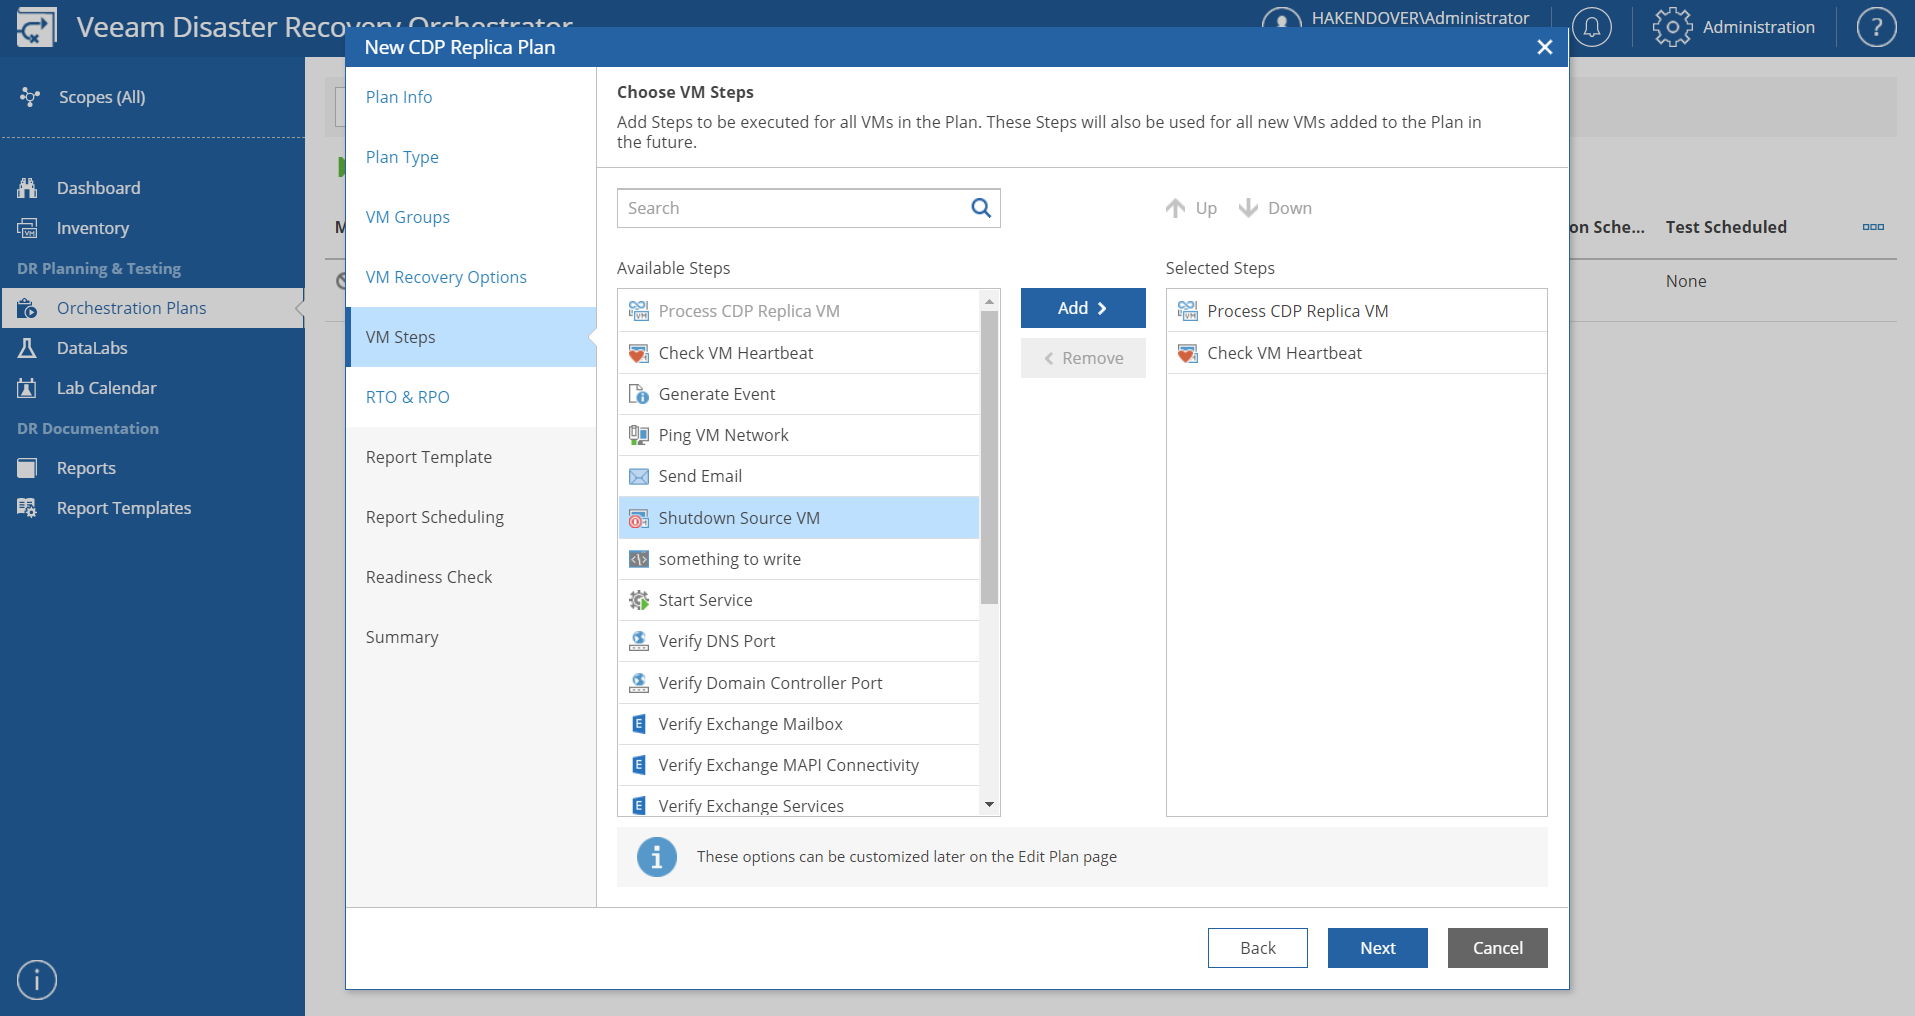 Veeam Disaster Recovery Orchestrator
HAKENDOVER\Administrator
Administration
?
Scopes (All)
Dashboard
Inventory
DR Planning & Testing
Orchestration Plans
DataLabs
Lab Calendar
DR Documentation
Reports
Report Templates
i
New CDP Replica Plan
Plan Info
Plan Type
VM Groups
VM Recovery Options
VM Steps
RTO & RPO
Report Template
Report Scheduling
Readiness Check
Summary
Choose VM Steps
Add Steps to be executed for all VMs in the Plan. These Steps will also be used for all new VMs added to the Plan in
the future.
Search
Up
Down
Available Steps
Process CDP Replica VM
Check VM Heartbeat
Generate Event
Ping VM Network
Send Email
Shutdown Source VM
something to write
Start Service
Verify DNS Port
Verify Domain Controller Port
Verify Exchange Mailbox
Verify Exchange MAPI Connectivity
Verify Exchange Services
Add
Remove
Selected Steps
Process CDP Replica VM
Check VM Heartbeat
i These options can be customized later on the Edit Plan page
Back
Next
Cancel
on Sche...
Test Scheduled
None